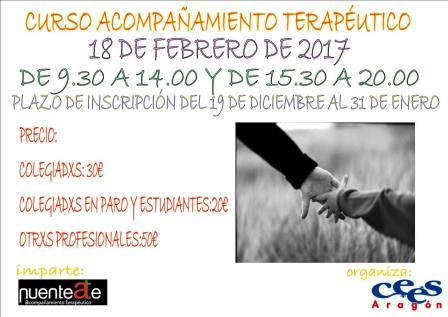 CURSO ACOMPAÑAMIENTO TERAPÉUTICO
18 DE FEBRERO DE 2017
DE 9.30 A 14.00 Y DE 15.30 A 20.00
PLAZO DE INSCRIPCIÓN DEL 19 DE DICIEMBRE AL 31 DE ENERO
PRECIO:
COLEGIADXS: 30€
COLEGIADXS EN PARO Y ESTUDIANTES:20€
OTRXS PROFESIONALES:50€
imparte:
nuenteate
acompañamiento Terapéutico
organiza:
CEES
Aragón